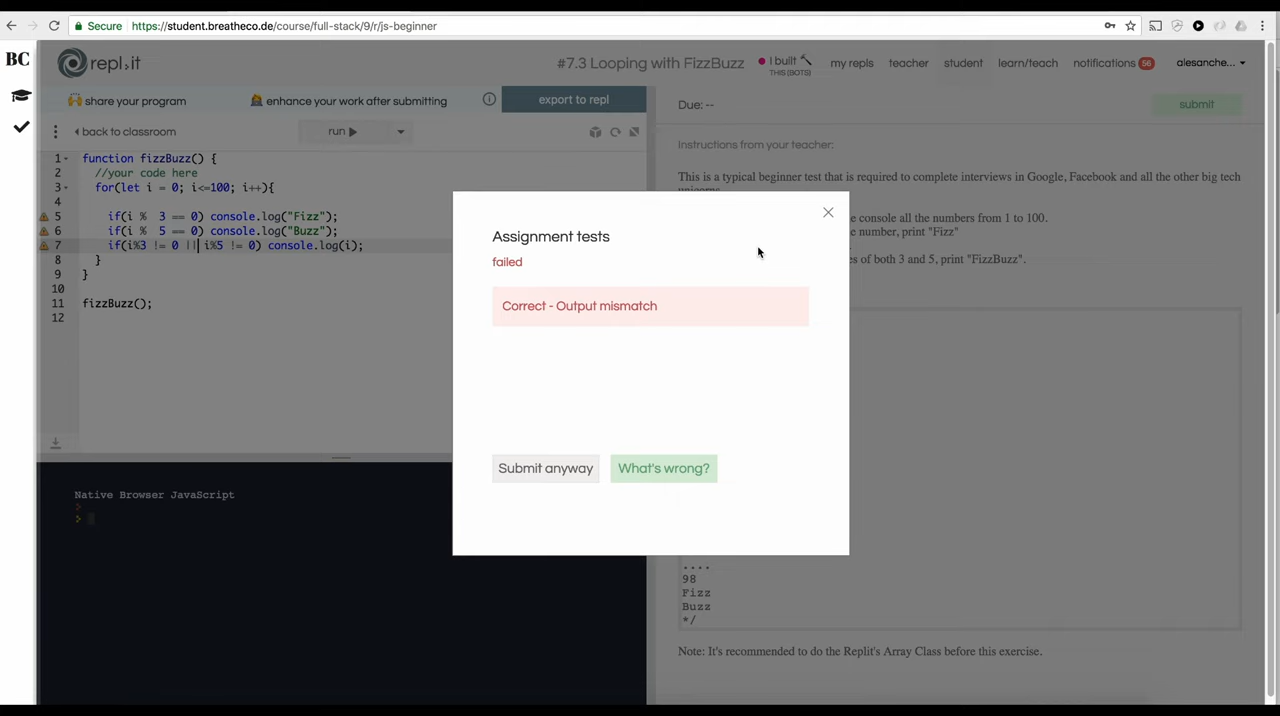 Secure https://student.breatheco.de/course/full-stack/9/r/js-beginner
BC
repl.it
#7.3 Looping with FizzBuzz
I built
THIS [BOTS]
my repls
teacher
student
learn/teach
notifications 56
alesanche...
share your program
enhance your work after submitting
export to repl
Due: --
submit
back to classroom
run
Instructions from your teacher:
1 function fizzBuzz() {
2 //your code here
3 for(let i = 0; i<=100; i++){
4
5 if(i % 3 == 0) console.log("Fizz");
6 if(i % 5 == 0) console.log("Buzz");
7 if(i%3 != 0 || i%5 != 0) console.log(i);
8 }
9 }
10
11 fizzBuzz();
12
This is a typical beginner test that is required to complete interviews in Google, Facebook and all the other big tech
unicorns
e console all the numbers from 1 to 100.
e number, print "Fizz"
es of both 3 and 5, print "FizzBuzz".
Assignment tests
failed
Correct - Output mismatch
Submit anyway
What's wrong?
Native Browser JavaScript
....
98
Fizz
Buzz
*/
Note: It's recommended to do the Replit's Array Class before this exercise.